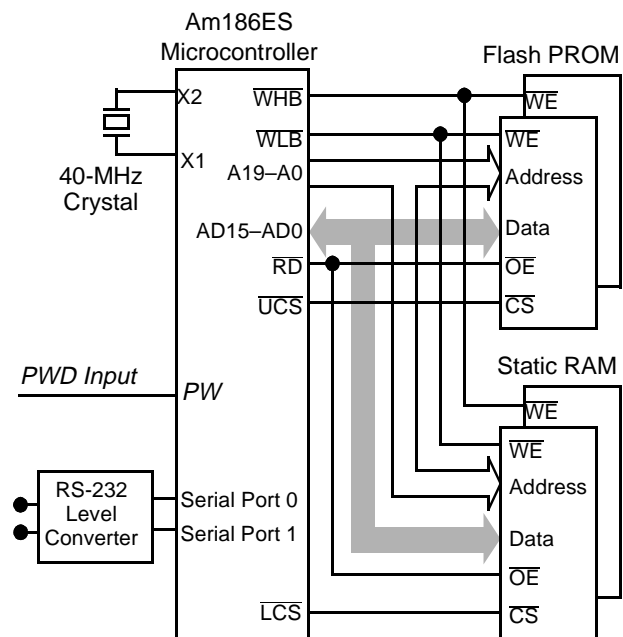 Am186ES
Microcontroller
Flash PROM
X2
WHB
WE
WLB
WE
X1
A19–A0
Address
40-MHz
Crystal
AD15–AD0
Data
RD
OE
UCS
CS
Static RAM
PWD Input
PW
WE
WE
RS-232
Level
Converter
Serial Port 0
Serial Port 1
Address
Data
OE
LCS
CS